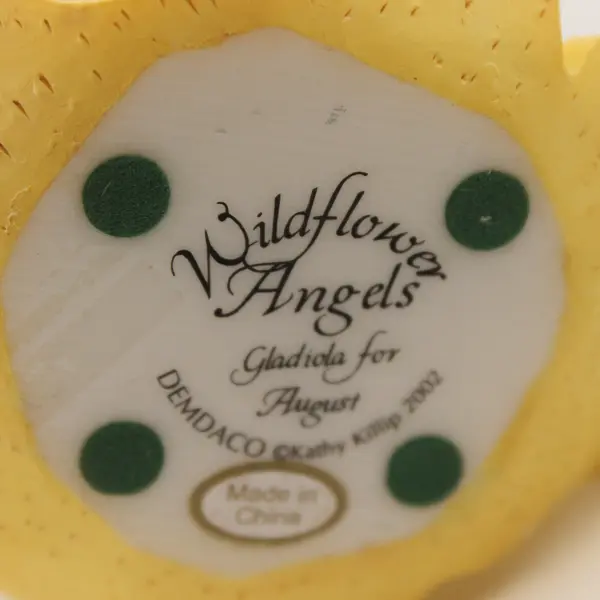 Wildflower
Angels
Gladiola for
August
DEMDACO ©Kathy Killip 2002
Made in
China